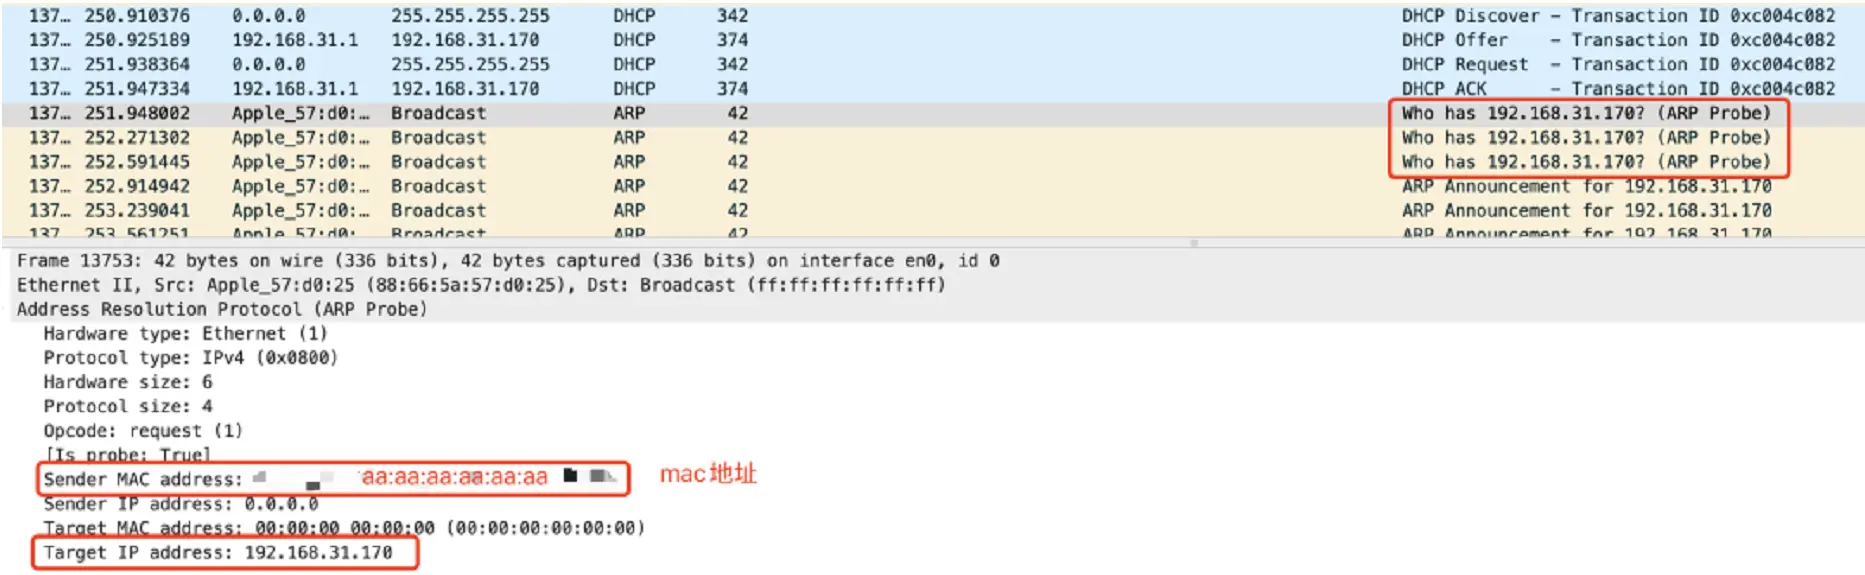 137… 250.910376 0.0.0.0 255.255.255.255 DHCP 342 DHCP Discover - Transaction ID 0xc004c082
137… 250.925189 192.168.31.1 192.168.31.170 DHCP 374 DHCP Offer - Transaction ID 0xc004c082
137… 251.938364 0.0.0.0 255.255.255.255 DHCP 342 DHCP Request - Transaction ID 0xc004c082
137… 251.947334 192.168.31.1 192.168.31.170 DHCP 374 DHCP ACK - Transaction ID 0xc004c082
137… 251.948002 Apple_57:d0:… Broadcast ARP 42 Who has 192.168.31.170? (ARP Probe)
137… 252.271302 Apple_57:d0:… Broadcast ARP 42 Who has 192.168.31.170? (ARP Probe)
137… 252.591445 Apple_57:d0:… Broadcast ARP 42 Who has 192.168.31.170? (ARP Probe)
137… 252.914942 Apple_57:d0:… Broadcast ARP 42 ARP Announcement for 192.168.31.170
137… 253.239041 Apple_57:d0:… Broadcast ARP 42 ARP Announcement for 192.168.31.170
137… 253.561251 Apple_57:d0:… Broadcast ARP 42 ARP Announcement for 192.168.31.170
Frame 13753: 42 bytes on wire (336 bits), 42 bytes captured (336 bits) on interface en0, id 0
Ethernet II, Src: Apple_57:d0:25 (88:66:5a:57:d0:25), Dst: Broadcast (ff:ff:ff:ff:ff:ff)
Address Resolution Protocol (ARP Probe)
Hardware type: Ethernet (1)
Protocol type: IPv4 (0x0800)
Hardware size: 6
Protocol size: 4
Opcode: request (1)
[Is probe: True]
Sender MAC address: aa:aa:aa:aa:aa:aa mac地址
Sender IP address: 0.0.0.0
Target MAC address: 00:00:00_00:00:00 (00:00:00:00:00:00)
Target IP address: 192.168.31.170